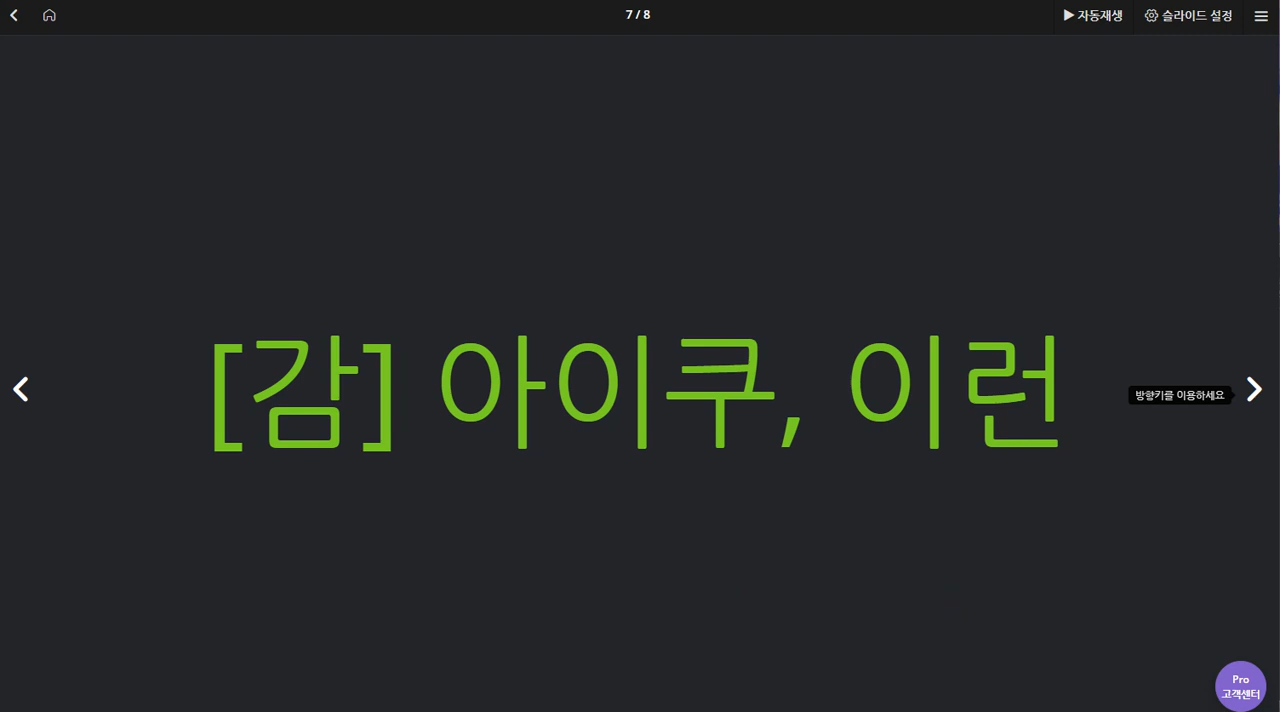 7 / 8
자동재생
슬라이드 설정
[감] 아이쿠, 이런
방향키를 이용하세요
Pro
고객센터